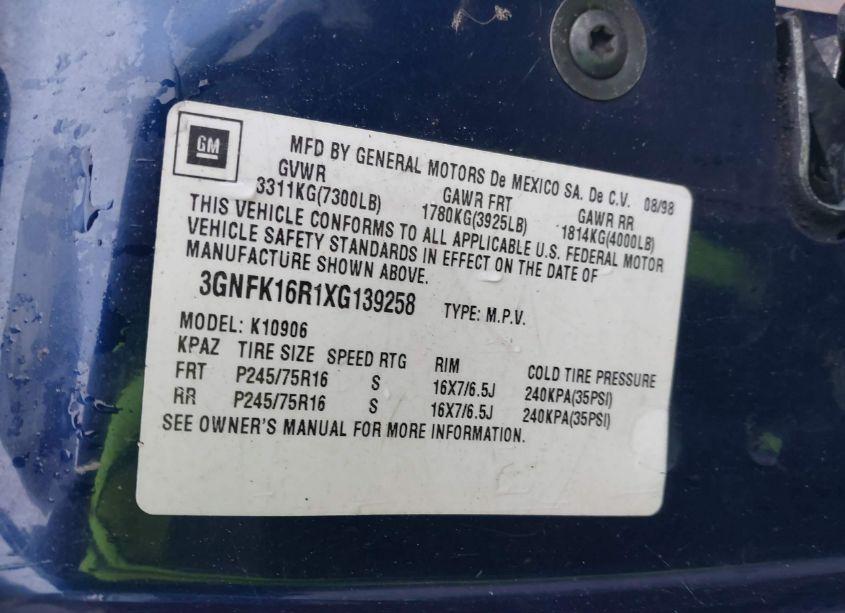 GM
MFD BY GENERAL MOTORS De MEXICO SA. De C.V. 08/98
GVWR GAWR FRT GAWR RR
3311KG(7300LB) 1780KG(3925LB) 1814KG(4000LB)
THIS VEHICLE CONFORMS TO ALL APPLICABLE U.S. FEDERAL MOTOR
VEHICLE SAFETY STANDARDS IN EFFECT ON THE DATE OF
MANUFACTURE SHOWN ABOVE.
3GNFK16R1XG139258 TYPE: M.P.V.
MODEL: K10906
KPAZ TIRE SIZE SPEED RTG RIM COLD TIRE PRESSURE
FRT P245/75R16 S 16X7/6.5J 240KPA(35PSI)
RR P245/75R16 S 16X7/6.5J 240KPA(35PSI)
SEE OWNER'S MANUAL FOR MORE INFORMATION.